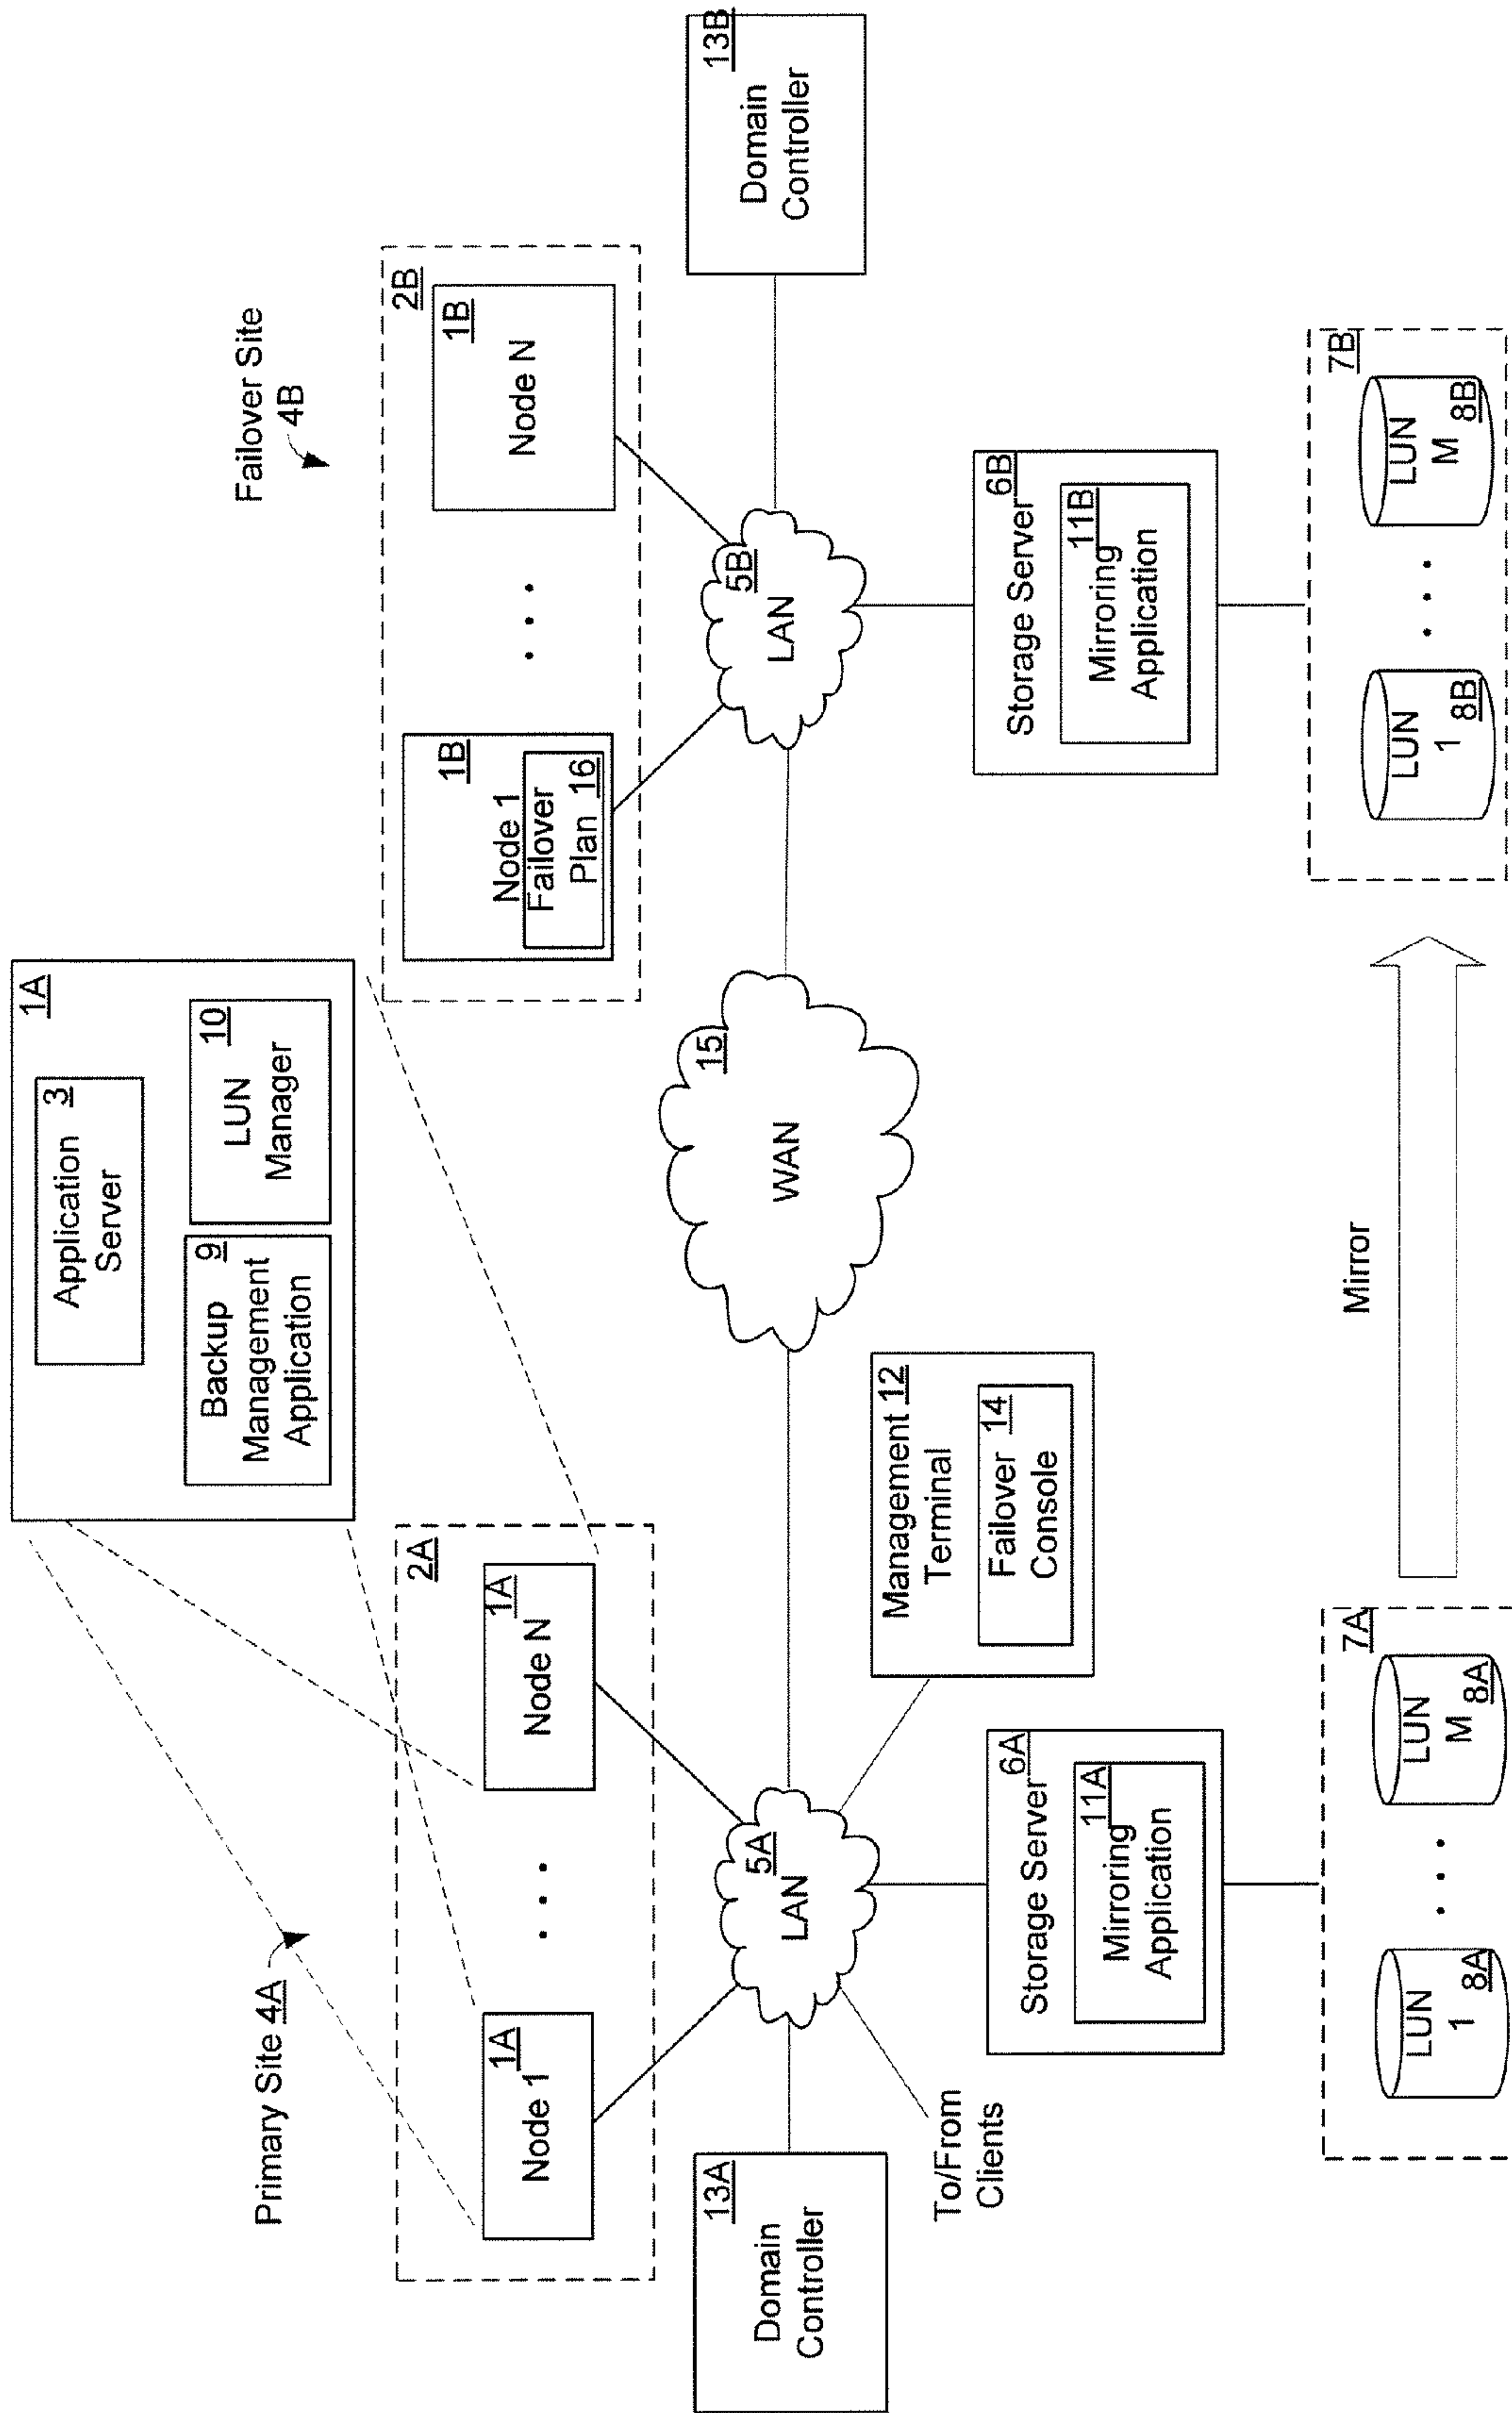 1A
Application 3
Server
Backup 9
Management
Application
10
LUN
Manager
Primary Site 4A
Failover Site
4B
2A
1A
Node 1
. . .
1A
Node N
2B
1B
Node 1
Failover
Plan 16
. . .
1B
Node N
13A
Domain
Controller
5A
LAN
15
WAN
5B
LAN
13B
Domain
Controller
To/From
Clients
Management 12
Terminal
Failover 14
Console
6A
Storage Server
11A
Mirroring
Application
6B
Storage Server
11B
Mirroring
Application
7A
LUN
1 8A
. . .
LUN
M 8A
Mirror
7B
LUN
1 8B
. . .
LUN
M 8B